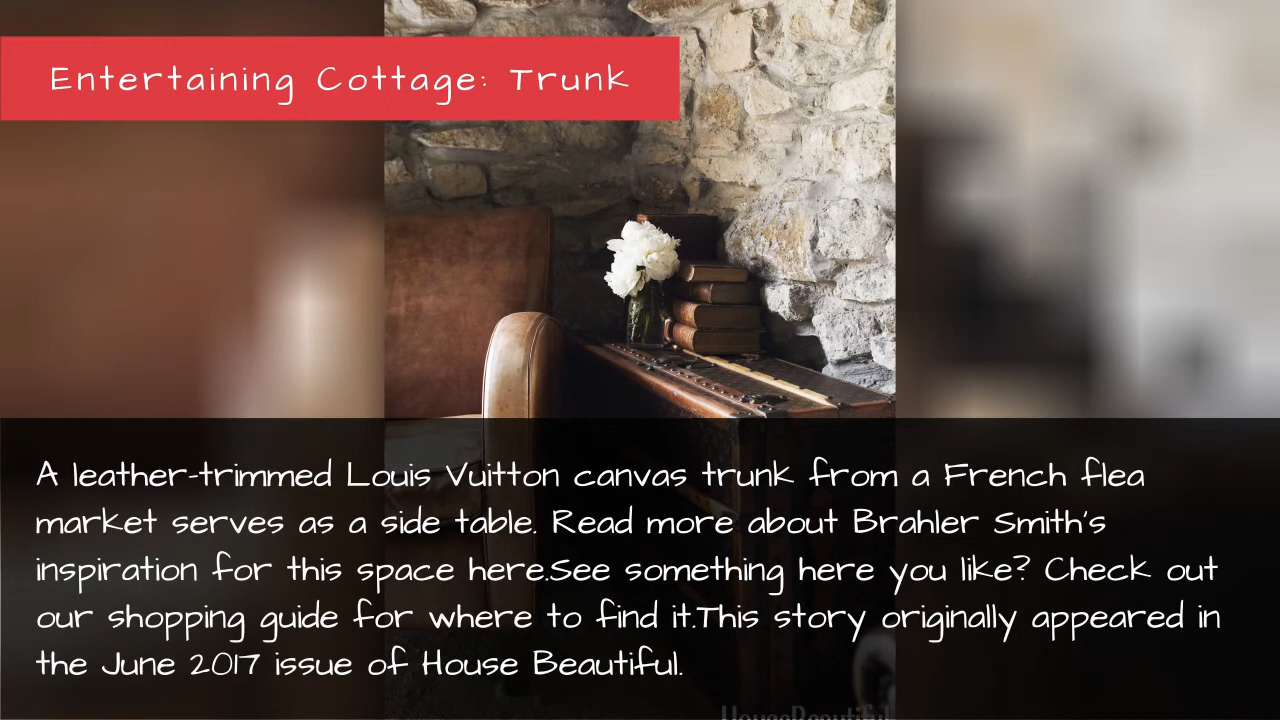 Entertaining Cottage: Trunk
A leather-trimmed Louis Vuitton canvas trunk from a French flea
market serves as a side table. Read more about Brahler Smith's
inspiration for this space here.See something here you like? Check out
our shopping guide for where to find it.This story originally appeared in
the June 2017 issue of House Beautiful.
HouseBeautiful